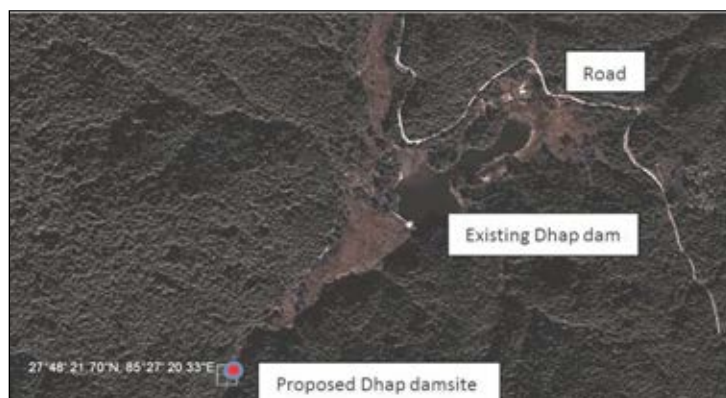 Road
Existing Dhap dam
27°48'21.70"N, 85°27'20.33"E
Proposed Dhap damsite